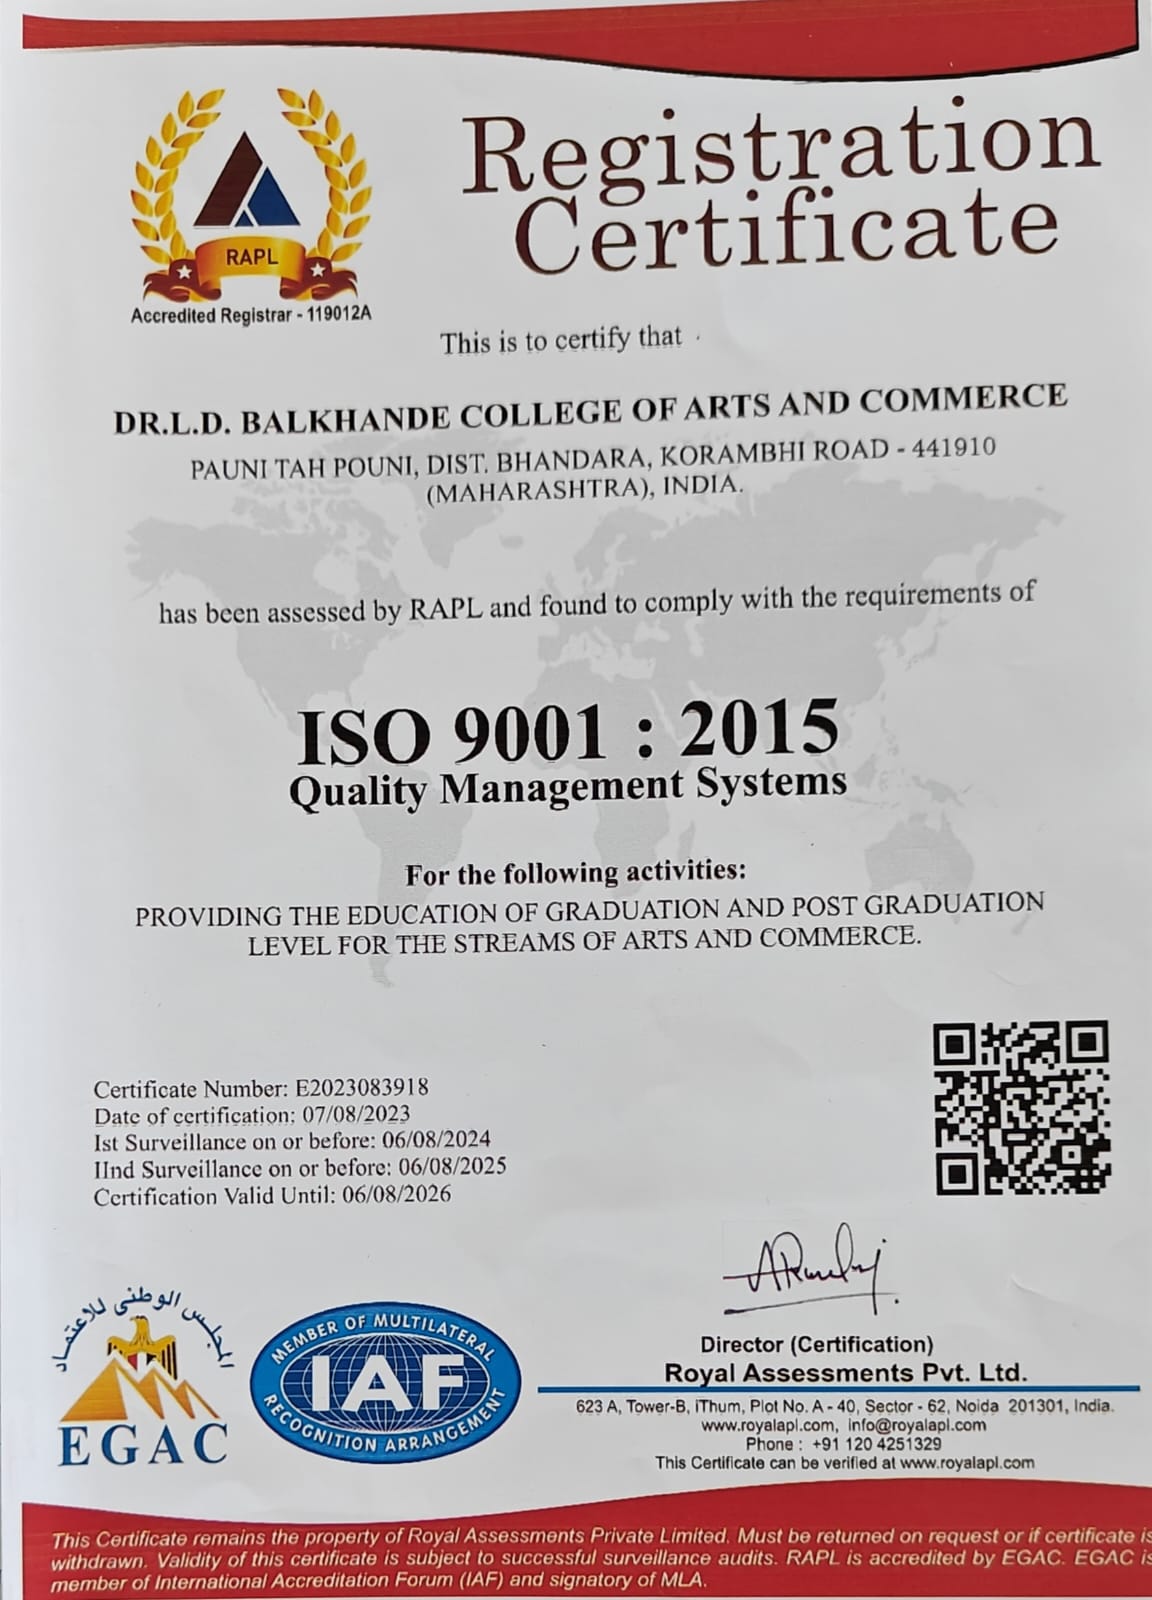 Registration
Certificate
RAPL
Accredited Registrar - 119012A
This is to certify that
DR.L.D. BALKHANDE COLLEGE OF ARTS AND COMMERCE
PAUNI TAH POUNI, DIST. BHANDARA, KORAMBHI ROAD - 441910
(MAHARASHTRA), INDIA.
has been assessed by RAPL and found to comply with the requirements of
ISO 9001 : 2015
Quality Management Systems
For the following activities:
PROVIDING THE EDUCATION OF GRADUATION AND POST GRADUATION
LEVEL FOR THE STREAMS OF ARTS AND COMMERCE.
Certificate Number: E2023083918
Date of certification: 07/08/2023
Ist Surveillance on or before: 06/08/2024
IInd Surveillance on or before: 06/08/2025
Certification Valid Until: 06/08/2026
المجلس الوطنى للاعتماد
EGAC
MEMBER OF MULTILATERAL
IAF
RECOGNITION ARRANGEMENT
Director (Certification)
Royal Assessments Pvt. Ltd.
623 A, Tower-B, iThum, Plot No. A - 40, Sector - 62, Noida 201301, India.
www.royalapl.com, info@royalapl.com
Phone : +91 120 4251329
This Certificate can be verified at www.royalapl.com
This Certificate remains the property of Royal Assessments Private Limited. Must be returned on request or if certificate is
withdrawn. Validity of this certificate is subject to successful surveillance audits. RAPL is accredited by EGAC. EGAC is
member of International Accreditation Forum (IAF) and signatory of MLA.